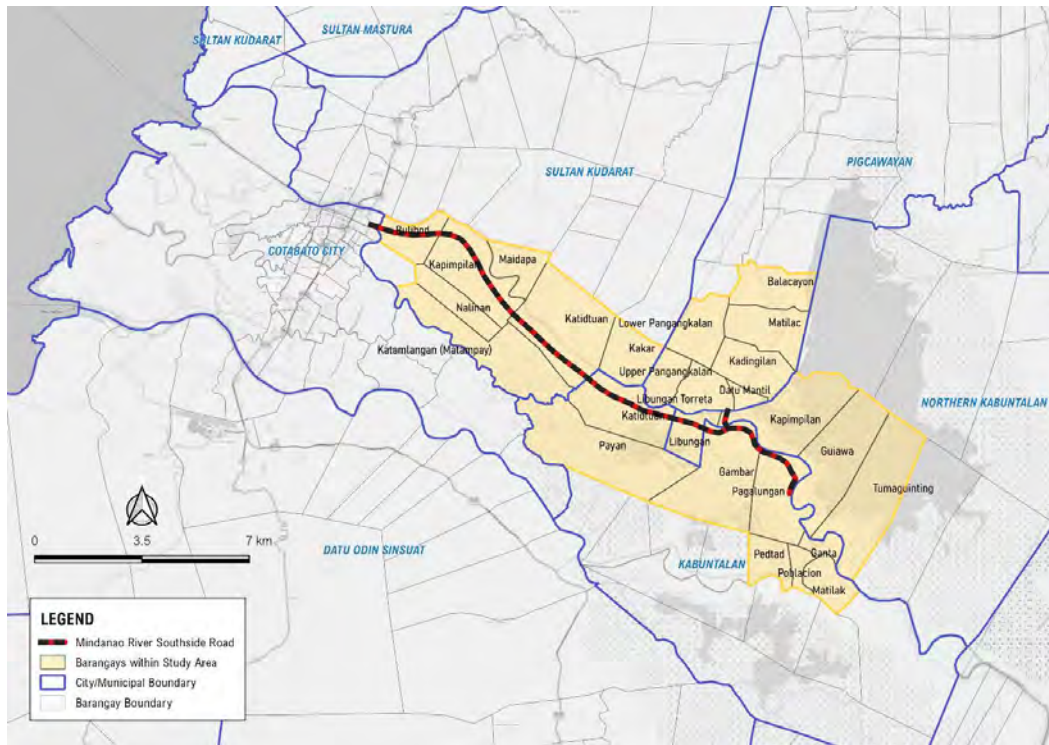 SULTAN KUDARAT
SULTAN MASTURA
SULTAN KUDARAT
PIGCAWAYAN
COTABATO CITY
Bulibod
Kapimpilan
Maidapa
Nalinan
Katidtuan
Katamlangan (Matampay)
Balacayon
Lower Pangangkalan
Matilac
Kakar
Kadingilan
Upper Pangangkalan
Datu Mantil
Libungan Torreta
Katidtuan
Kapimpilan
NORTHERN KABUNTALAN
Payan
Libungan
Guiawa
Gambar
Pagalungan
Tumaguinting
DATU ODIN SINSUAT
KABUNTALAN
Pedtad
Ganta
Poblacion
Matilak
0 3.5 7 km
LEGEND
Mindanao River Southside Road
Barangays within Study Area
City/Municipal Boundary
Barangay Boundary